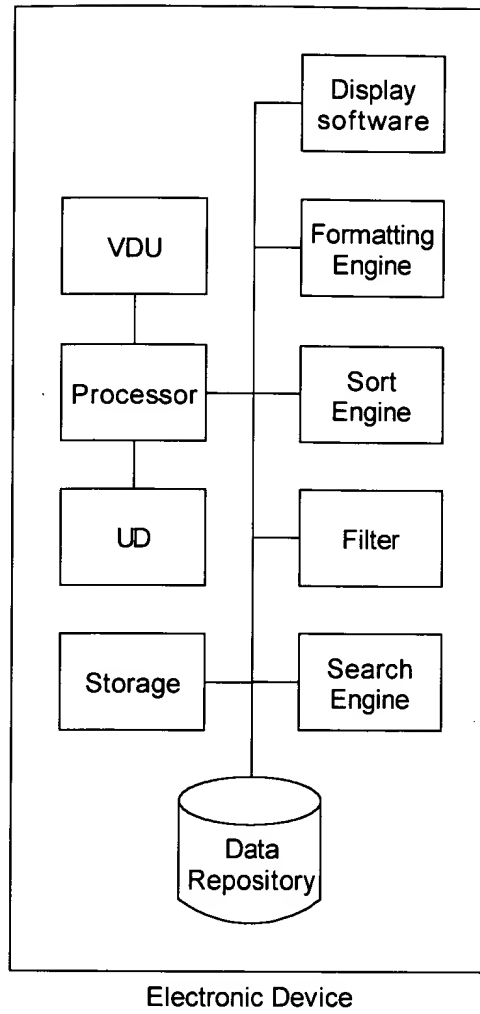 Display
software
VDU
Formatting
Engine
Processor
Sort
Engine
UD
Filter
Storage
Search
Engine
Data
Repository
Electronic Device